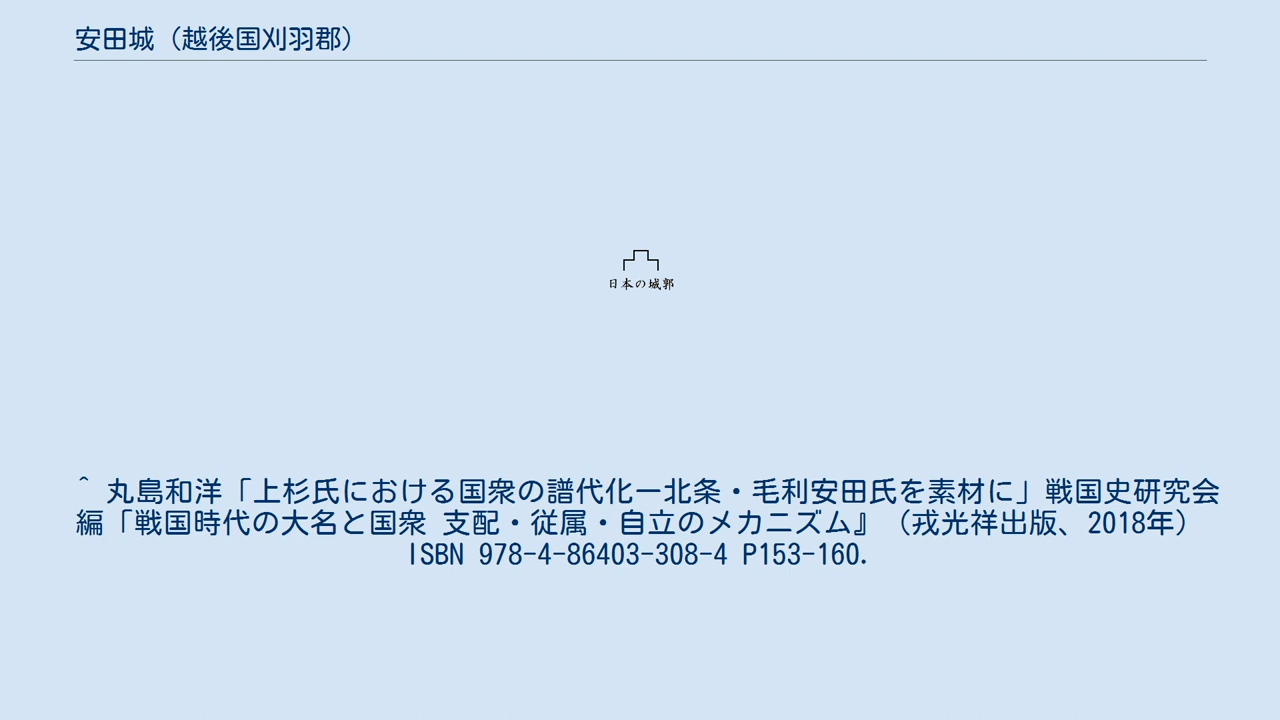 安田城（越後国刈羽郡）
日本の城郭
^ 丸島和洋「上杉氏における国衆の譜代化ー北条・毛利安田氏を素材に」戦国史研究会
編「戦国時代の大名と国衆 支配・従属・自立のメカニズム』（戎光祥出版、2018年）
ISBN 978-4-86403-308-4 P153-160.